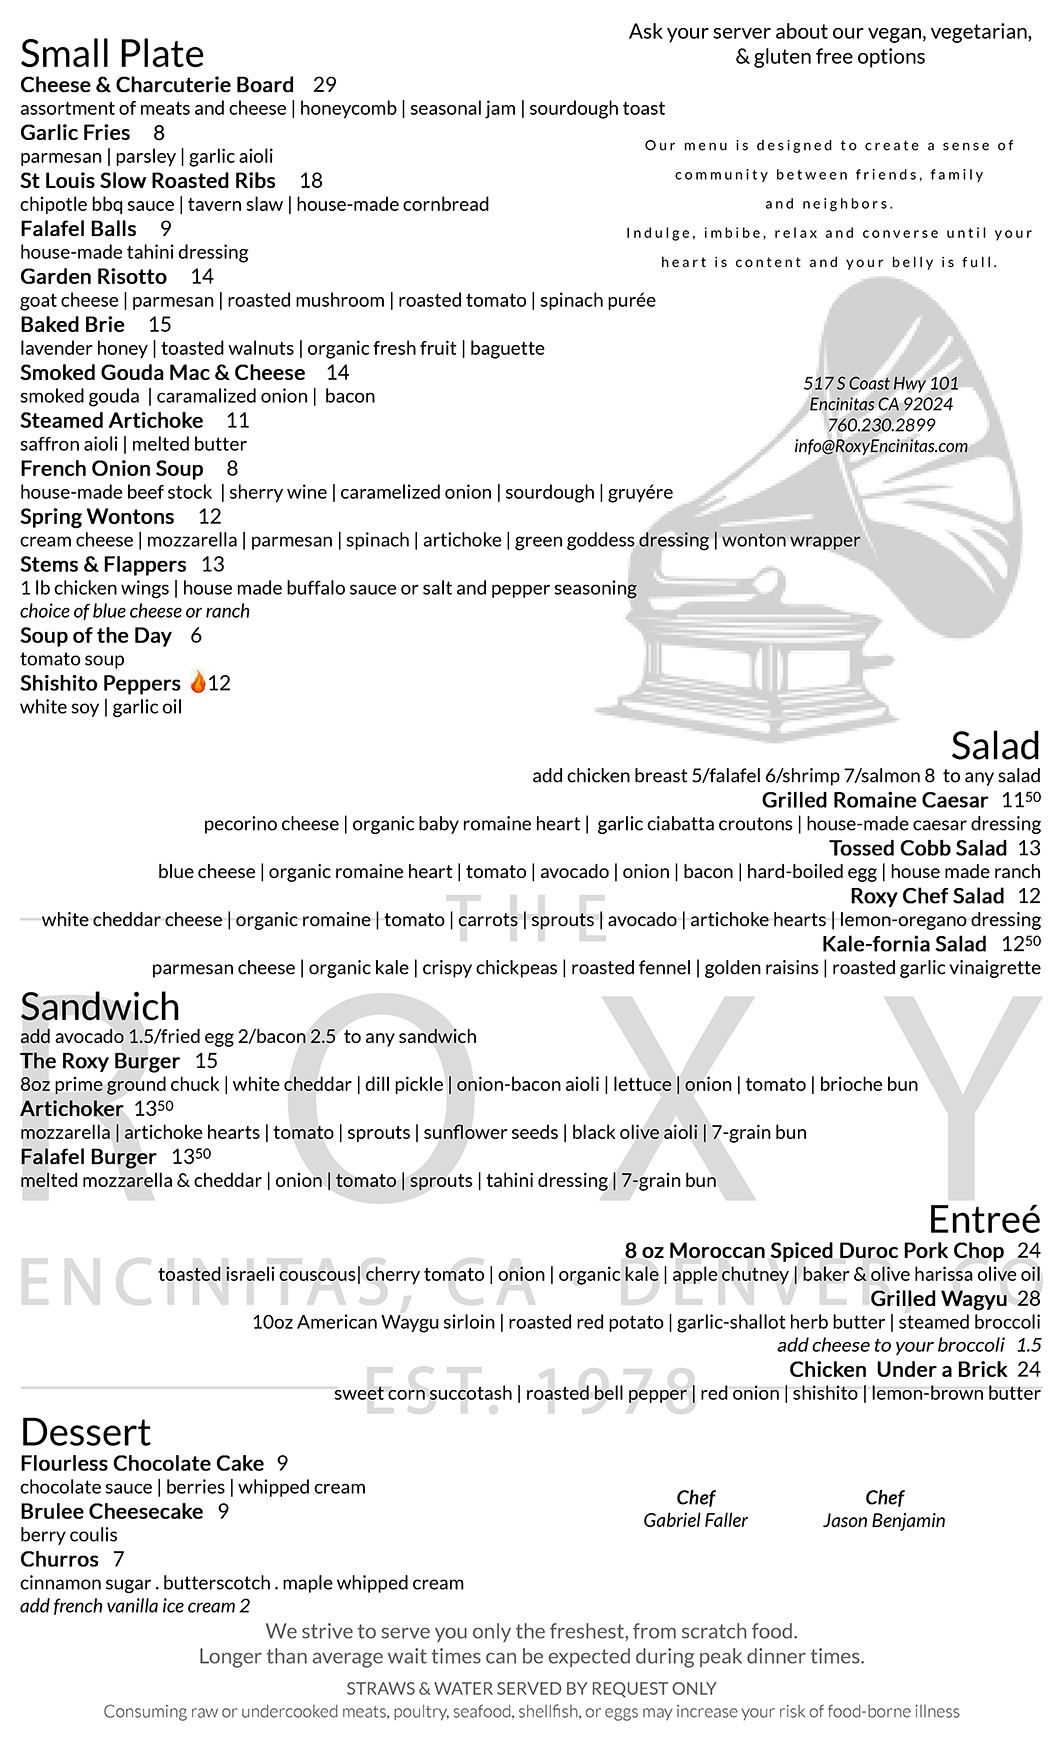 Ask your server about our vegan, vegetarian,
& gluten free options
Small Plate
Cheese & Charcuterie Board 29
assortment of meats and cheese | honeycomb | seasonal jam | sourdough toast
Garlic Fries 8
parmesan | parsley | garlic aioli
St Louis Slow Roasted Ribs 18
chipotle bbq sauce | tavern slaw | house-made cornbread
Falafel Balls 9
house-made tahini dressing
Garden Risotto 14
goat cheese | parmesan | roasted mushroom | roasted tomato | spinach purée
Baked Brie 15
lavender honey | toasted walnuts | organic fresh fruit | baguette
Smoked Gouda Mac & Cheese 14
smoked gouda | caramalized onion | bacon
Steamed Artichoke 11
saffron aioli | melted butter
French Onion Soup 8
house-made beef stock | sherry wine | caramelized onion | sourdough | gruyére
Spring Wontons 12
cream cheese | mozzarella | parmesan | spinach | artichoke | green goddess dressing | wonton wrapper
Stems & Flappers 13
1 lb chicken wings | house made buffalo sauce or salt and pepper seasoning
choice of blue cheese or ranch
Soup of the Day 6
tomato soup
Shishito Peppers 🔥12
white soy | garlic oil
Our menu is designed to create a sense of
community between friends, family
and neighbors.
Indulge, imbibe, relax and converse until your
heart is content and your belly is full.
517 S Coast Hwy 101
Encinitas CA 92024
760.230.2899
info@RoxyEncinitas.com
Salad
add chicken breast 5/falafel 6/shrimp 7/salmon 8 to any salad
Grilled Romaine Caesar 11⁵⁰
pecorino cheese | organic baby romaine heart | garlic ciabatta croutons | house-made caesar dressing
Tossed Cobb Salad 13
blue cheese | organic romaine heart | tomato | avocado | onion | bacon | hard-boiled egg | house made ranch
Roxy Chef Salad 12
white cheddar cheese | organic romaine | tomato | carrots | sprouts | avocado | artichoke hearts | lemon-oregano dressing
Kale-fornia Salad 12⁵⁰
parmesan cheese | organic kale | crispy chickpeas | roasted fennel | golden raisins | roasted garlic vinaigrette
THE
ROXY
ENCINITAS, CA DENVER, CO
EST. 1978
Sandwich
add avocado 1.5/fried egg 2/bacon 2.5 to any sandwich
The Roxy Burger 15
8oz prime ground chuck | white cheddar | dill pickle | onion-bacon aioli | lettuce | onion | tomato | brioche bun
Artichoker 13⁵⁰
mozzarella | artichoke hearts | tomato | sprouts | sunflower seeds | black olive aioli | 7-grain bun
Falafel Burger 13⁵⁰
melted mozzarella & cheddar | onion | tomato | sprouts | tahini dressing | 7-grain bun
Entreé
8 oz Moroccan Spiced Duroc Pork Chop 24
toasted israeli couscous| cherry tomato | onion | organic kale | apple chutney | baker & olive harissa olive oil
Grilled Wagyu 28
10oz American Waygu sirloin | roasted red potato | garlic-shallot herb butter | steamed broccoli
add cheese to your broccoli 1.5
Chicken Under a Brick 24
sweet corn succotash | roasted bell pepper | red onion | shishito | lemon-brown butter
Dessert
Flourless Chocolate Cake 9
chocolate sauce | berries | whipped cream
Brulee Cheesecake 9
berry coulis
Churros 7
cinnamon sugar . butterscotch . maple whipped cream
add french vanilla ice cream 2
Chef
Gabriel Faller
Chef
Jason Benjamin
We strive to serve you only the freshest, from scratch food.
Longer than average wait times can be expected during peak dinner times.
STRAWS & WATER SERVED BY REQUEST ONLY
Consuming raw or undercooked meats, poultry, seafood, shellfish, or eggs may increase your risk of food-borne illness